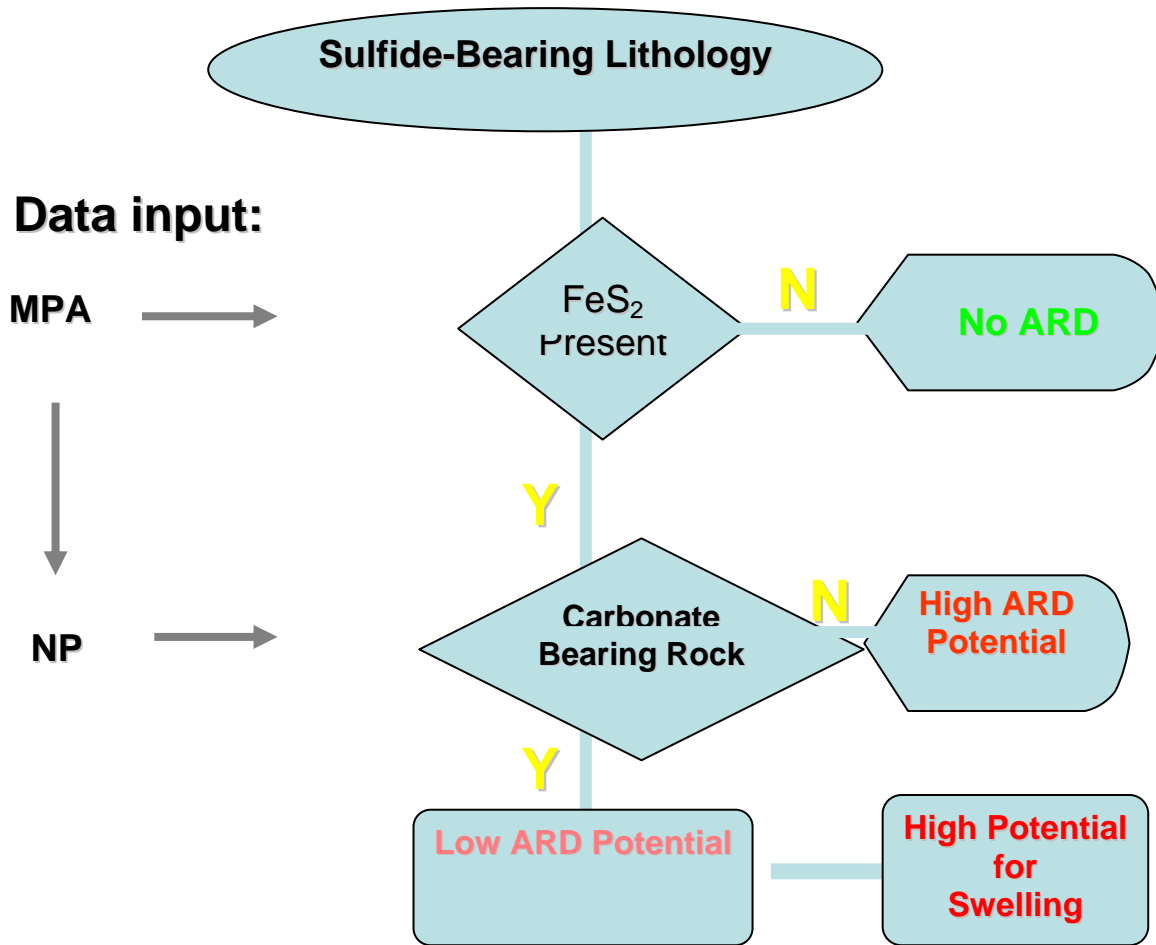 Sulfide-Bearing Lithology
Data input:
MPA
FeS₂
Present
N
No ARD
Y
NP
Carbonate
Bearing Rock
N
High ARD
Potential
Y
Low ARD Potential
High Potential
for
Swelling